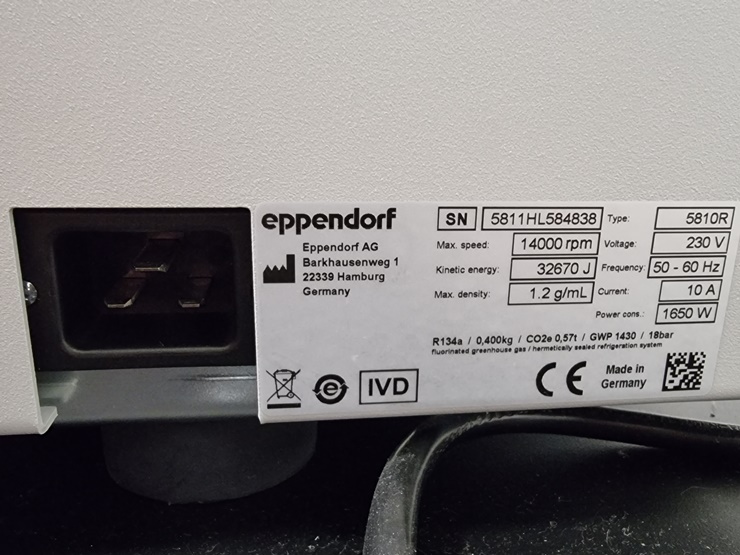 eppendorf
Eppendorf AG
Barkhausenweg 1
22339 Hamburg
Germany
SN 5811HL584838 Type: 5810R
Max. speed: 14000 rpm Voltage: 230 V
Kinetic energy: 32670 J Frequency: 50 - 60 Hz
Max. density: 1.2 g/mL Current: 10 A
Power cons.: 1650 W
R134a / 0,400kg / CO2e 0,57t / GWP 1430 / 18bar
fluorinated greenhouse gas / hermetically sealed refrigeration system
e IVD CE Made in
Germany